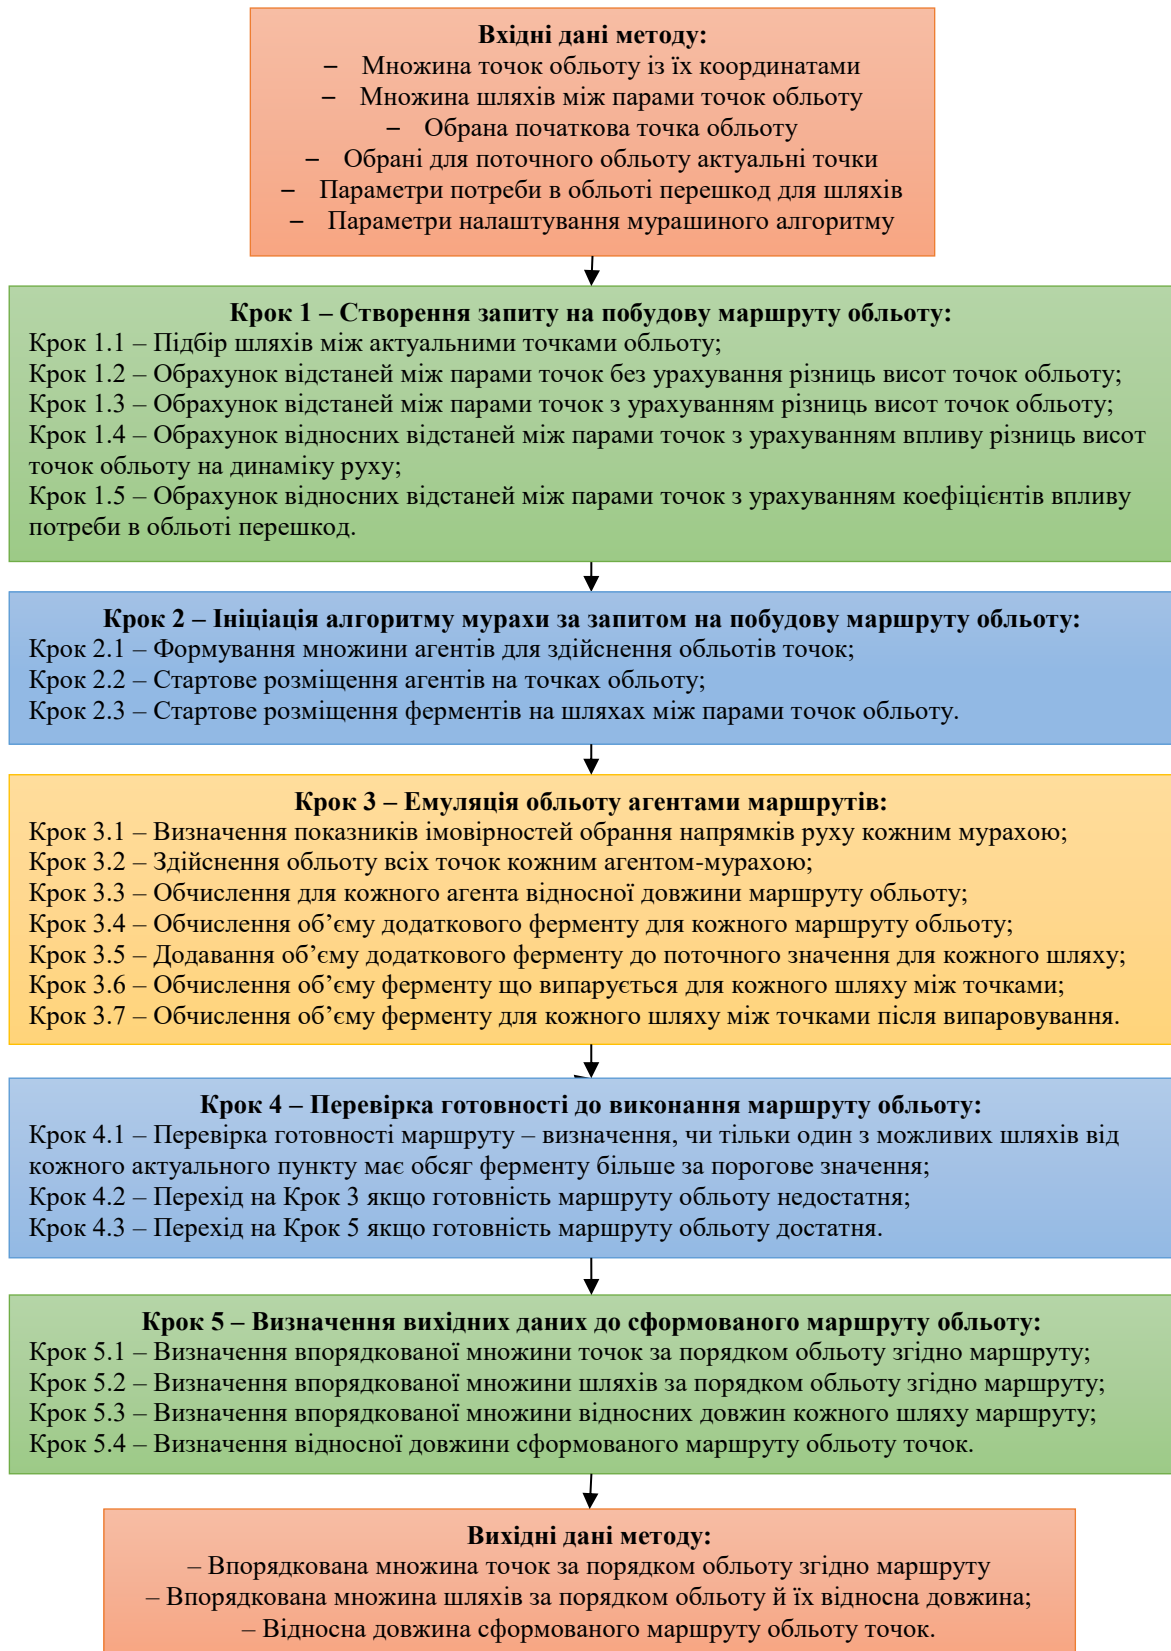 Вхідні дані методу:
– Множина точок обльоту із їх координатами
– Множина шляхів між парами точок обльоту
– Обрана початкова точка обльоту
– Обрані для поточного обльоту актуальні точки
– Параметри потреби в обльоті перешкод для шляхів
– Параметри налаштування мурашиного алгоритму
Крок 1 – Створення запиту на побудову маршруту обльоту:
Крок 1.1 – Підбір шляхів між актуальними точками обльоту;
Крок 1.2 – Обрахунок відстаней між парами точок без урахування різниць висот точок обльоту;
Крок 1.3 – Обрахунок відстаней між парами точок з урахуванням різниць висот точок обльоту;
Крок 1.4 – Обрахунок відносних відстаней між парами точок з урахуванням впливу різниць висот
точок обльоту на динаміку руху;
Крок 1.5 – Обрахунок відносних відстаней між парами точок з урахуванням коефіцієнтів впливу
потреби в обльоті перешкод.
Крок 2 – Ініціація алгоритму мурахи за запитом на побудову маршруту обльоту:
Крок 2.1 – Формування множини агентів для здійснення обльотів точок;
Крок 2.2 – Стартове розміщення агентів на точках обльоту;
Крок 2.3 – Стартове розміщення ферментів на шляхах між парами точок обльоту.
Крок 3 – Емуляція обльоту агентами маршрутів:
Крок 3.1 – Визначення показників імовірностей обрання напрямків руху кожним мурахою;
Крок 3.2 – Здійснення обльоту всіх точок кожним агентом-мурахою;
Крок 3.3 – Обчислення для кожного агента відносної довжини маршруту обльоту;
Крок 3.4 – Обчислення об’єму додаткового ферменту для кожного маршруту обльоту;
Крок 3.5 – Додавання об’єму додаткового ферменту до поточного значення для кожного шляху;
Крок 3.6 – Обчислення об’єму ферменту що випарується для кожного шляху між точками;
Крок 3.7 – Обчислення об’єму ферменту для кожного шляху між точками після випаровування.
Крок 4 – Перевірка готовності до виконання маршруту обльоту:
Крок 4.1 – Перевірка готовності маршруту – визначення, чи тільки один з можливих шляхів від
кожного актуального пункту має обсяг ферменту більше за порогове значення;
Крок 4.2 – Перехід на Крок 3 якщо готовність маршруту обльоту недостатня;
Крок 4.3 – Перехід на Крок 5 якщо готовність маршруту обльоту достатня.
Крок 5 – Визначення вихідних даних до сформованого маршруту обльоту:
Крок 5.1 – Визначення впорядкованої множини точок за порядком обльоту згідно маршруту;
Крок 5.2 – Визначення впорядкованої множини шляхів за порядком обльоту згідно маршруту;
Крок 5.3 – Визначення впорядкованої множини відносних довжин кожного шляху маршруту;
Крок 5.4 – Визначення відносної довжини сформованого маршруту обльоту точок.
Вихідні дані методу:
– Впорядкована множина точок за порядком обльоту згідно маршруту
– Впорядкована множина шляхів за порядком обльоту й їх відносна довжина;
– Відносна довжина сформованого маршруту обльоту точок.